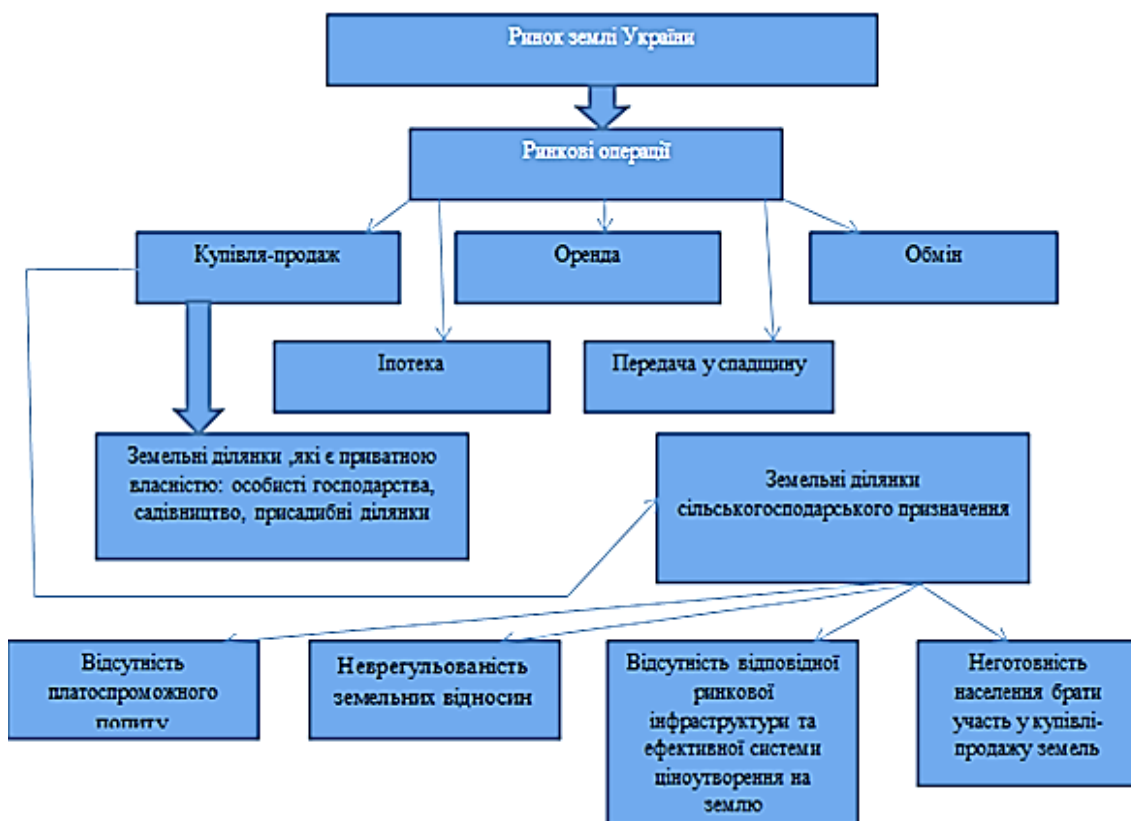 Ринок землі України
Ринкові операції
Купівля-продаж
Оренда
Обмін
Іпотека
Передача у спадщину
Земельні ділянки ,які є приватною
власністю: особисті господарства,
садівництво, присадибні ділянки
Земельні ділянки
сільськогосподарського призначення
Відсутність
платоспроможного
попиту
Неврегульованість
земельних відносин
Відсутність відповідної
ринкової
інфраструктури та
ефективної системи
ціноутворення на
землю
Неготовність
населення брати
участь у купівлі-
продажу земель